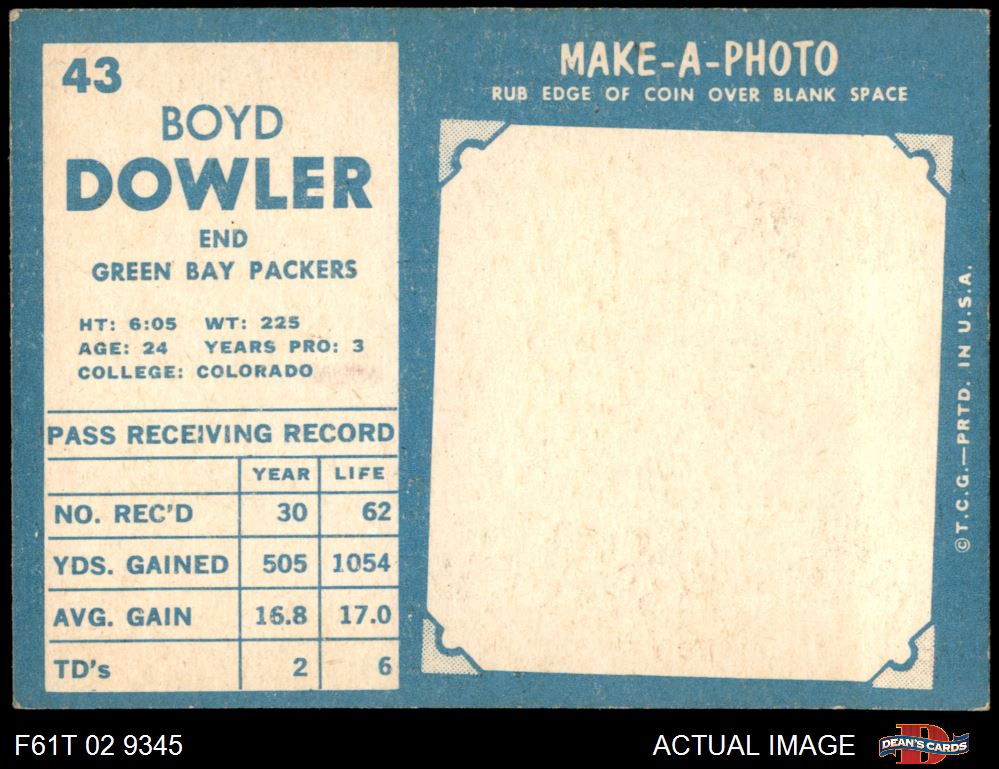 43
BOYD
DOWLER
END
GREEN BAY PACKERS
HT: 6:05 WT: 225
AGE: 24 YEARS PRO: 3
COLLEGE: COLORADO
PASS RECEIVING RECORD
YEAR LIFE
NO. REC'D 30 62
YDS. GAINED 505 1054
AVG. GAIN 16.8 17.0
TD's 2 6
MAKE-A-PHOTO
RUB EDGE OF COIN OVER BLANK SPACE
©T.C.G.—PRTD. IN U.S.A.
F61T 02 9345
ACTUAL IMAGE
DEAN'S CARDS